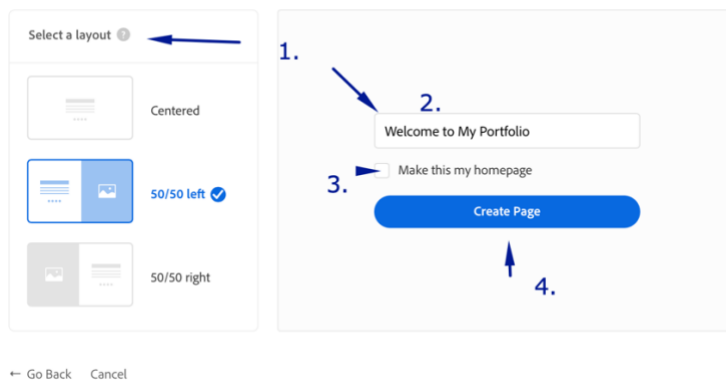 Select a layout ?
1.
Centered
2.
Welcome to My Portfolio
Make this my homepage
3.
50/50 left
Create Page
50/50 right
4.
← Go Back Cancel